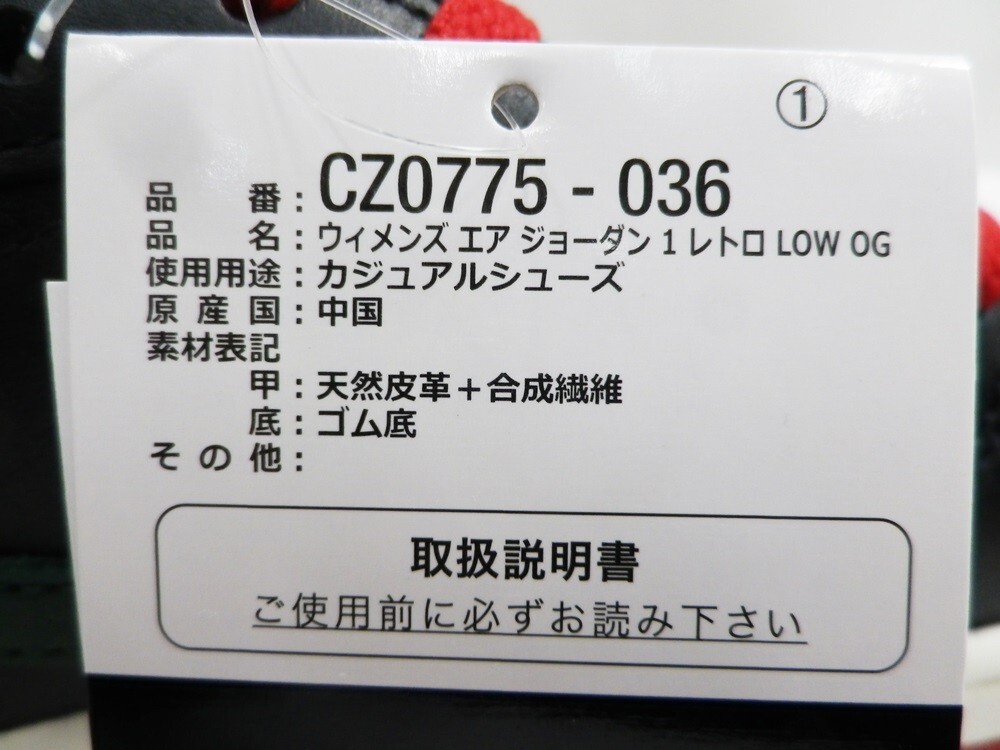 ①
品番：CZ0775 - 036
品名：ウィメンズ エア ジョーダン 1 レトロ LOW OG
使用用途：カジュアルシューズ
原産国：中国
素材表記
甲：天然皮革＋合成繊維
底：ゴム底
その他：
取扱説明書
ご使用前に必ずお読み下さい